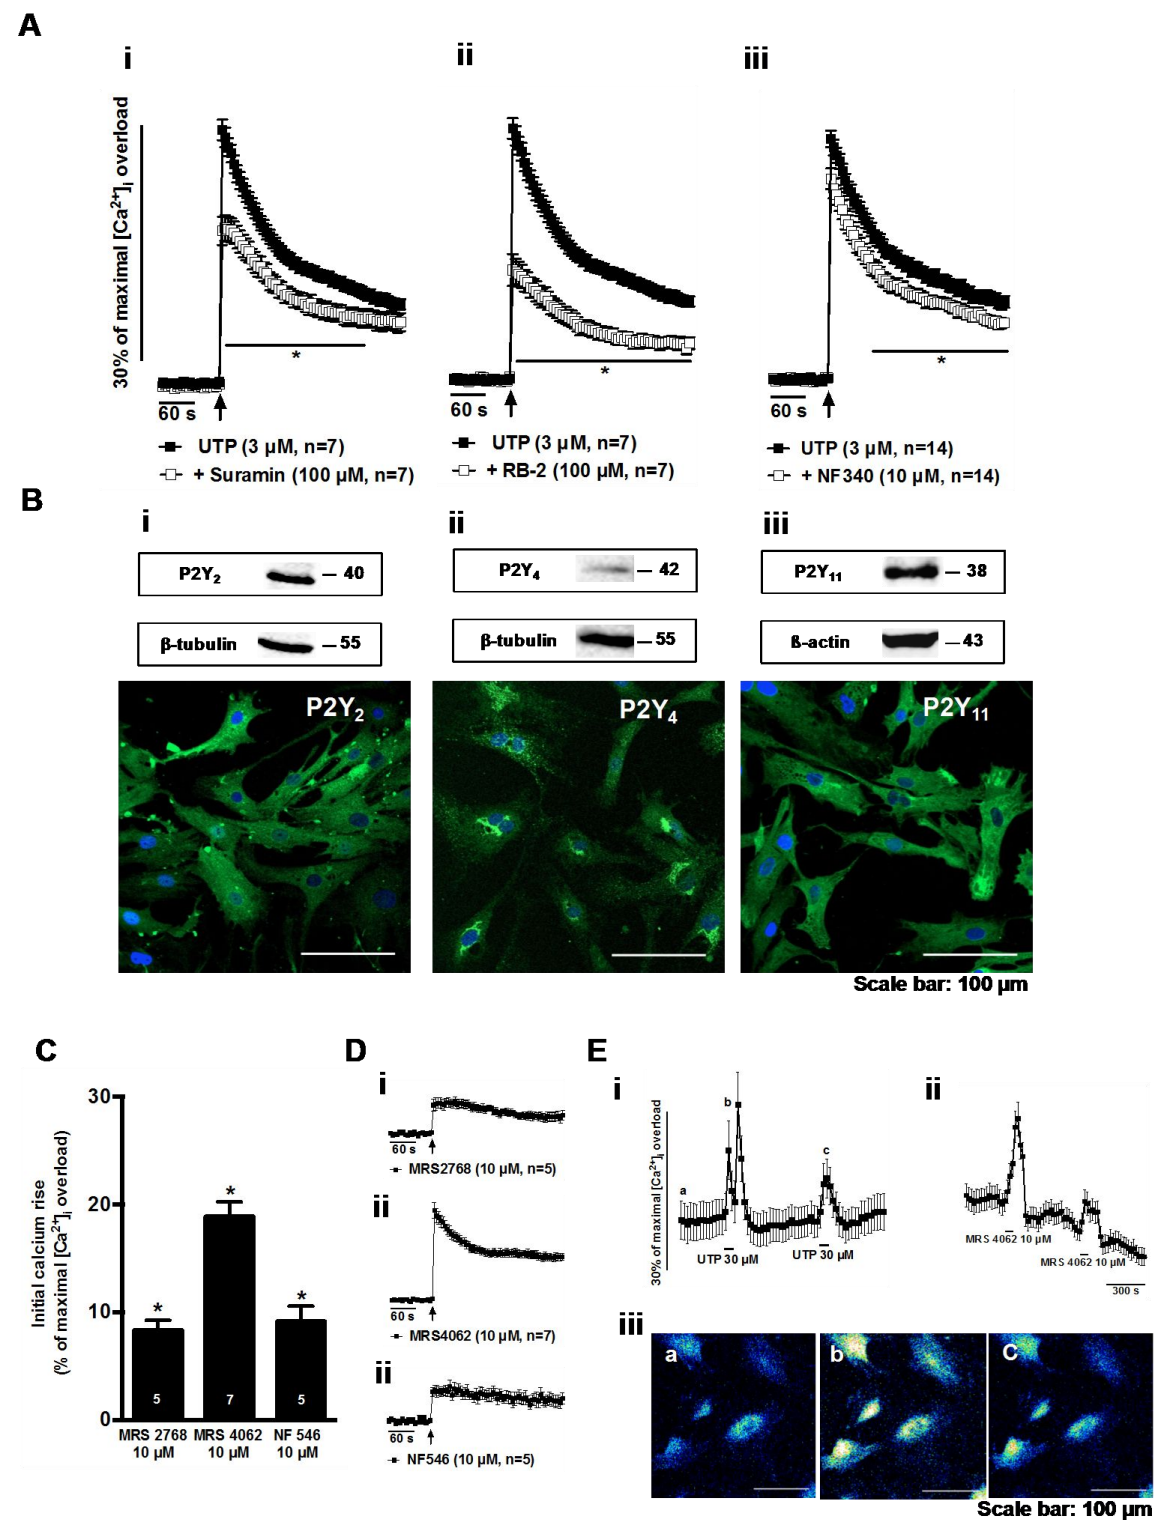 A
i
ii
iii
30% of maximal [Ca2+]i overload
*
*
*
60 s
60 s
60 s
UTP (3 µM, n=7)
+ Suramin (100 µM, n=7)
UTP (3 µM, n=7)
+ RB-2 (100 µM, n=7)
UTP (3 µM, n=14)
+ NF340 (10 µM, n=14)
B
i
ii
iii
P2Y2 — 40
P2Y4 — 42
P2Y11 — 38
β-tubulin — 55
β-tubulin — 55
ß-actin — 43
P2Y2
P2Y4
P2Y11
Scale bar: 100 µm
C
Initial calcium rise
(% of maximal [Ca2+]i overload)
30
20
10
0
*
*
*
5
7
5
MRS 2768
10 µM
MRS 4062
10 µM
NF 546
10 µM
D
i
60 s
MRS2768 (10 µM, n=5)
ii
60 s
MRS4062 (10 µM, n=7)
ii
60 s
NF546 (10 µM, n=5)
E
i
30% of maximal [Ca2+]i overload
a
b
c
UTP 30 µM
UTP 30 µM
ii
MRS 4062 10 µM
MRS 4062 10 µM
300 s
iii
a
b
C
Scale bar: 100 µm